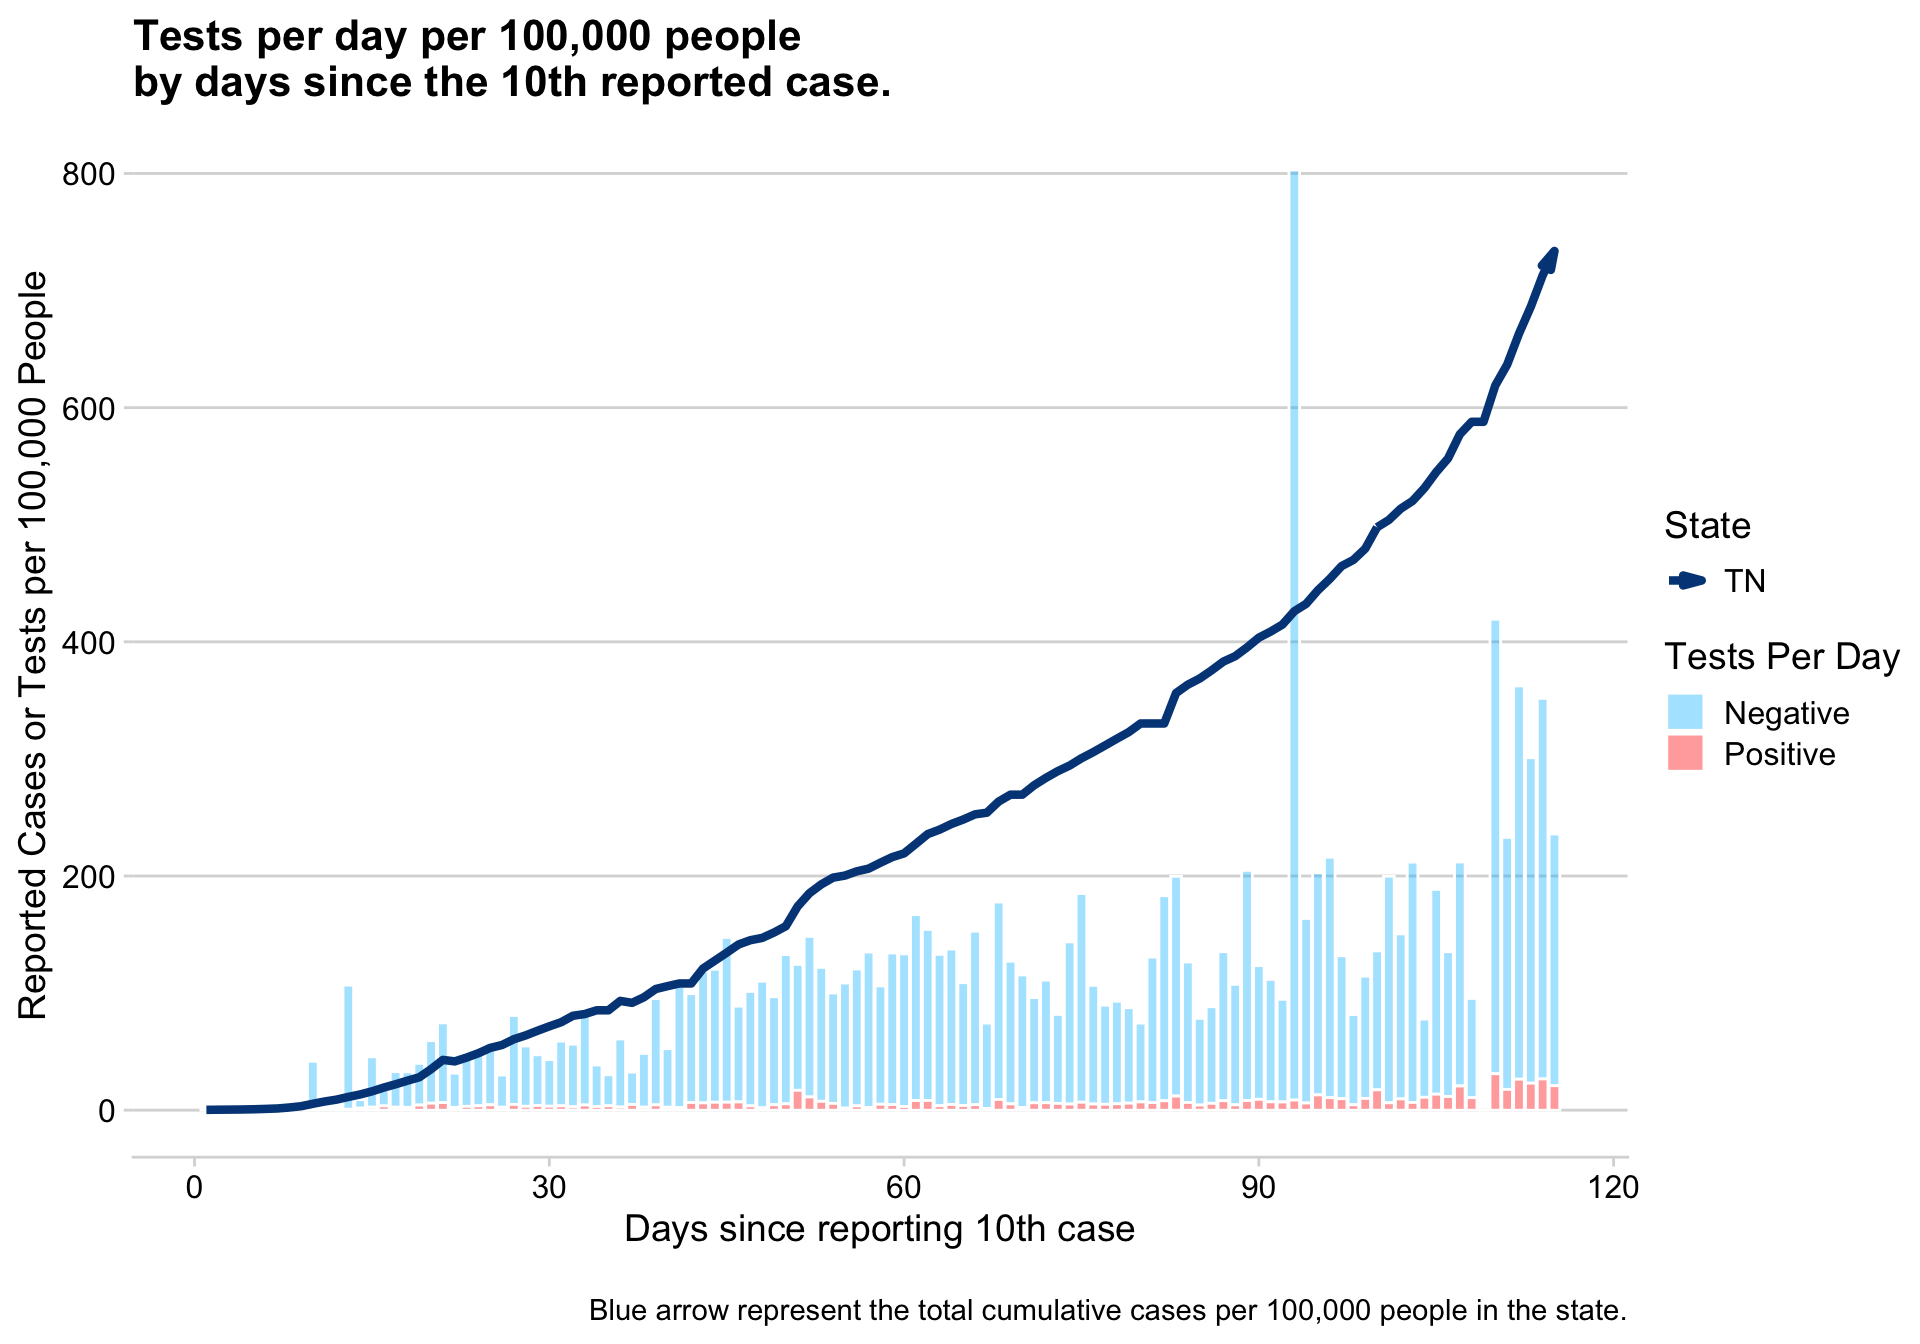 Tests per day per 100,000 people
by days since the 10th reported case.
Reported Cases or Tests per 100,000 People
800
600
400
200
0
0
30
60
90
120
Days since reporting 10th case
State
TN
Tests Per Day
Negative
Positive
Blue arrow represent the total cumulative cases per 100,000 people in the state.